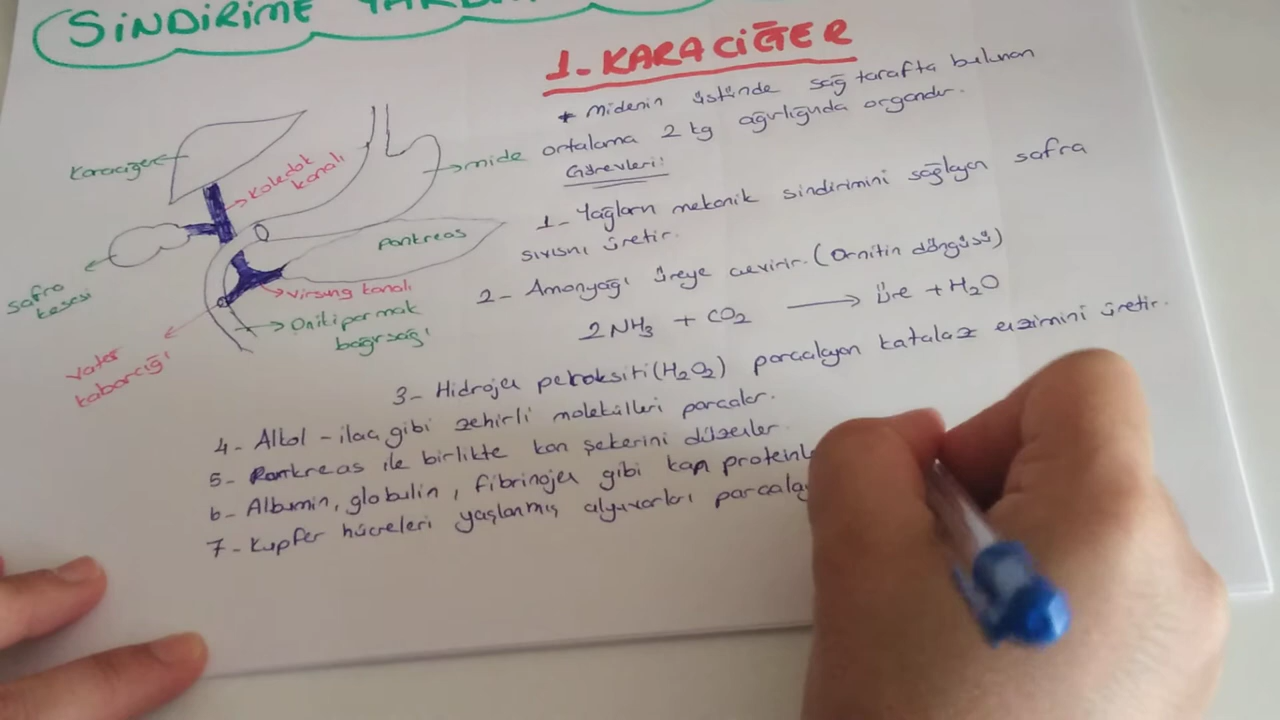 SİNDİRİME
1-KARACİĞER
* Midenin üstünde sağ tarafta bulunan
ortalama 2 kg ağırlığında organdır.
Görevleri:
1- Yağların mekanik sindirimini sağlayan safra
sıvısnı üretir.
2- Amonyağı üreye çevirir. (Ornitin döngüsü)
2NH₃ + CO₂ → Üre + H₂O
3- Hidrojen peroksiti (H₂O₂) parçalayan katalaz enzimini üretir.
4- Alkol - ilaç gibi zehirli molekülleri parçalar.
5- Pankreas ile birlikte kan şekerini düzenler
6- Albumin, globulin, fibrinojen gibi kan
7- Kupfer hücreleri yaşlanmış alyuvarları
Karaciğer
Koledok
kanalı
mide
pankreas
safra
kesesi
Virsung kanalı
Onikiparmak
bağırsağı
Vater
kabarcığı